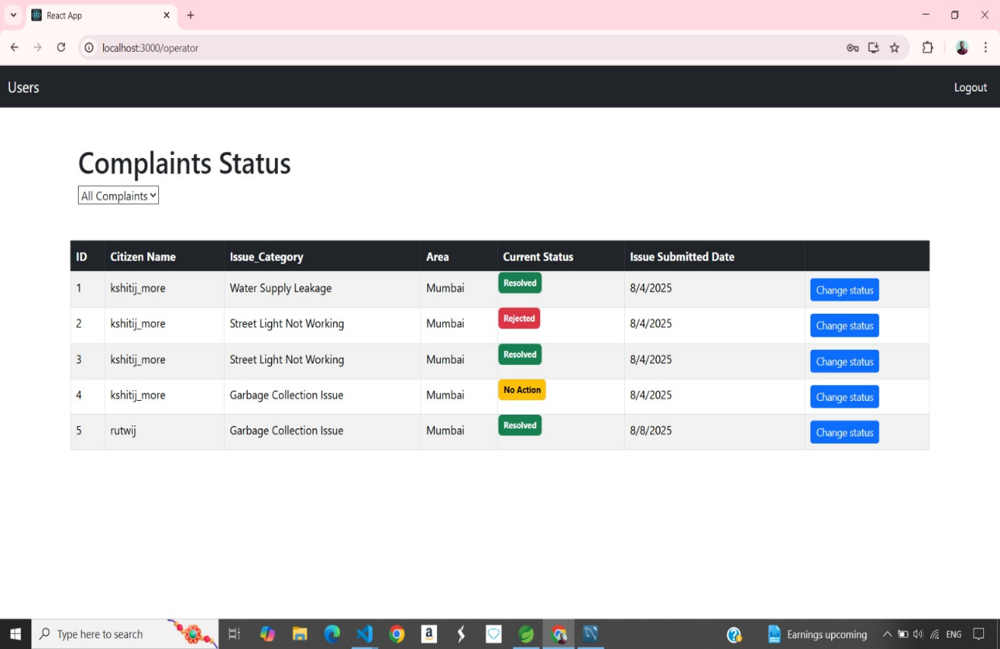 React App
localhost:3000/operator
Users
Logout
Complaints Status
All Complaints
ID Citizen Name Issue_Category Area Current Status Issue Submitted Date
1 kshitij_more Water Supply Leakage Mumbai Resolved 8/4/2025 Change status
2 kshitij_more Street Light Not Working Mumbai Rejected 8/4/2025 Change status
3 kshitij_more Street Light Not Working Mumbai Resolved 8/4/2025 Change status
4 kshitij_more Garbage Collection Issue Mumbai No Action 8/4/2025 Change status
5 rutwij Garbage Collection Issue Mumbai Resolved 8/8/2025 Change status
Type here to search
a
Earnings upcoming
ENG